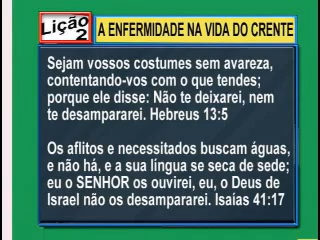 Lição 2
A ENFERMIDADE NA VIDA DO CRENTE
Sejam vossos costumes sem avareza,
contentando-vos com o que tendes;
porque ele disse: Não te deixarei, nem
te desampararei. Hebreus 13:5
Os aflitos e necessitados buscam águas,
e não há, e a sua língua se seca de sede;
eu o SENHOR os ouvirei, eu, o Deus de
Israel não os desampararei. Isaías 41:17